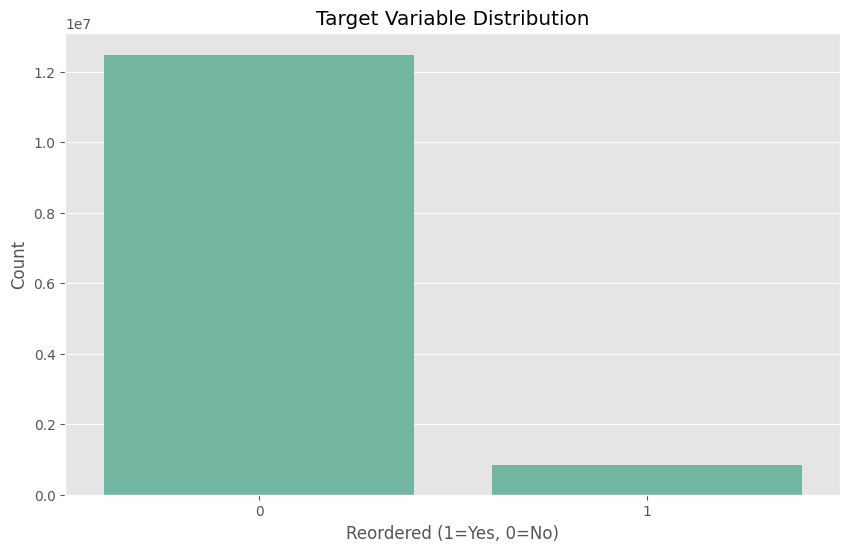 Target Variable Distribution
1e7
1.2
1.0
0.8
0.6
0.4
0.2
0.0
Count
0
1
Reordered (1=Yes, 0=No)